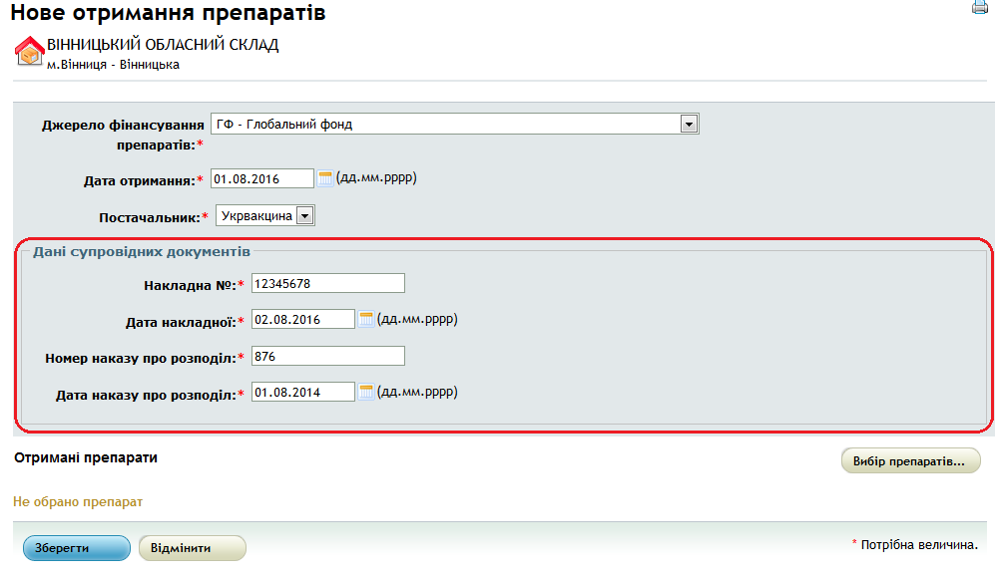 Нове отримання препаратів
ВІННИЦЬКИЙ ОБЛАСНИЙ СКЛАД
м.Вінниця - Вінницька
Джерело фінансування ГФ - Глобальний фонд
препаратів:*
Дата отримання:* 01.08.2016 (дд.мм.рррр)
Постачальник:* Укрвакцина
Дані супровідних документів
Накладна №:* 12345678
Дата накладної:* 02.08.2016 (дд.мм.рррр)
Номер наказу про розподіл:* 876
Дата наказу про розподіл:* 01.08.2014 (дд.мм.рррр)
Отримані препарати Вибір препаратів...
Не обрано препарат
Зберегти Відмінити * Потрібна величина.